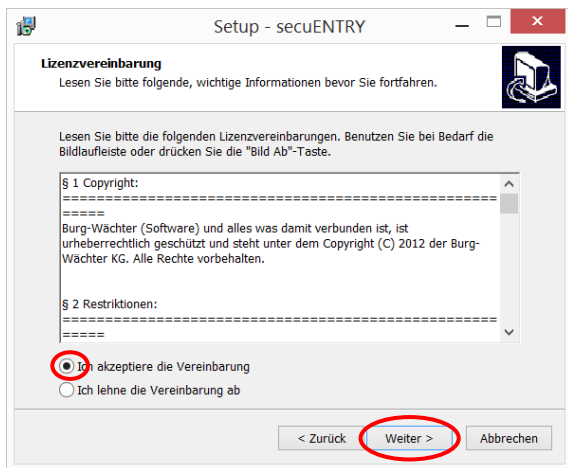 Setup - secuENTRY
Lizenzvereinbarung
Lesen Sie bitte folgende, wichtige Informationen bevor Sie fortfahren.
Lesen Sie bitte die folgenden Lizenzvereinbarungen. Benutzen Sie bei Bedarf die
Bildlaufleiste oder drücken Sie die "Bild Ab"-Taste.
§ 1 Copyright:
====================================================
=====
Burg-Wächter (Software) und alles was damit verbunden ist, ist
urheberrechtlich geschützt und steht unter dem Copyright (C) 2012 der Burg-
Wächter KG. Alle Rechte vorbehalten.
§ 2 Restriktionen:
====================================================
=====
Ich akzeptiere die Vereinbarung
Ich lehne die Vereinbarung ab
< Zurück Weiter > Abbrechen